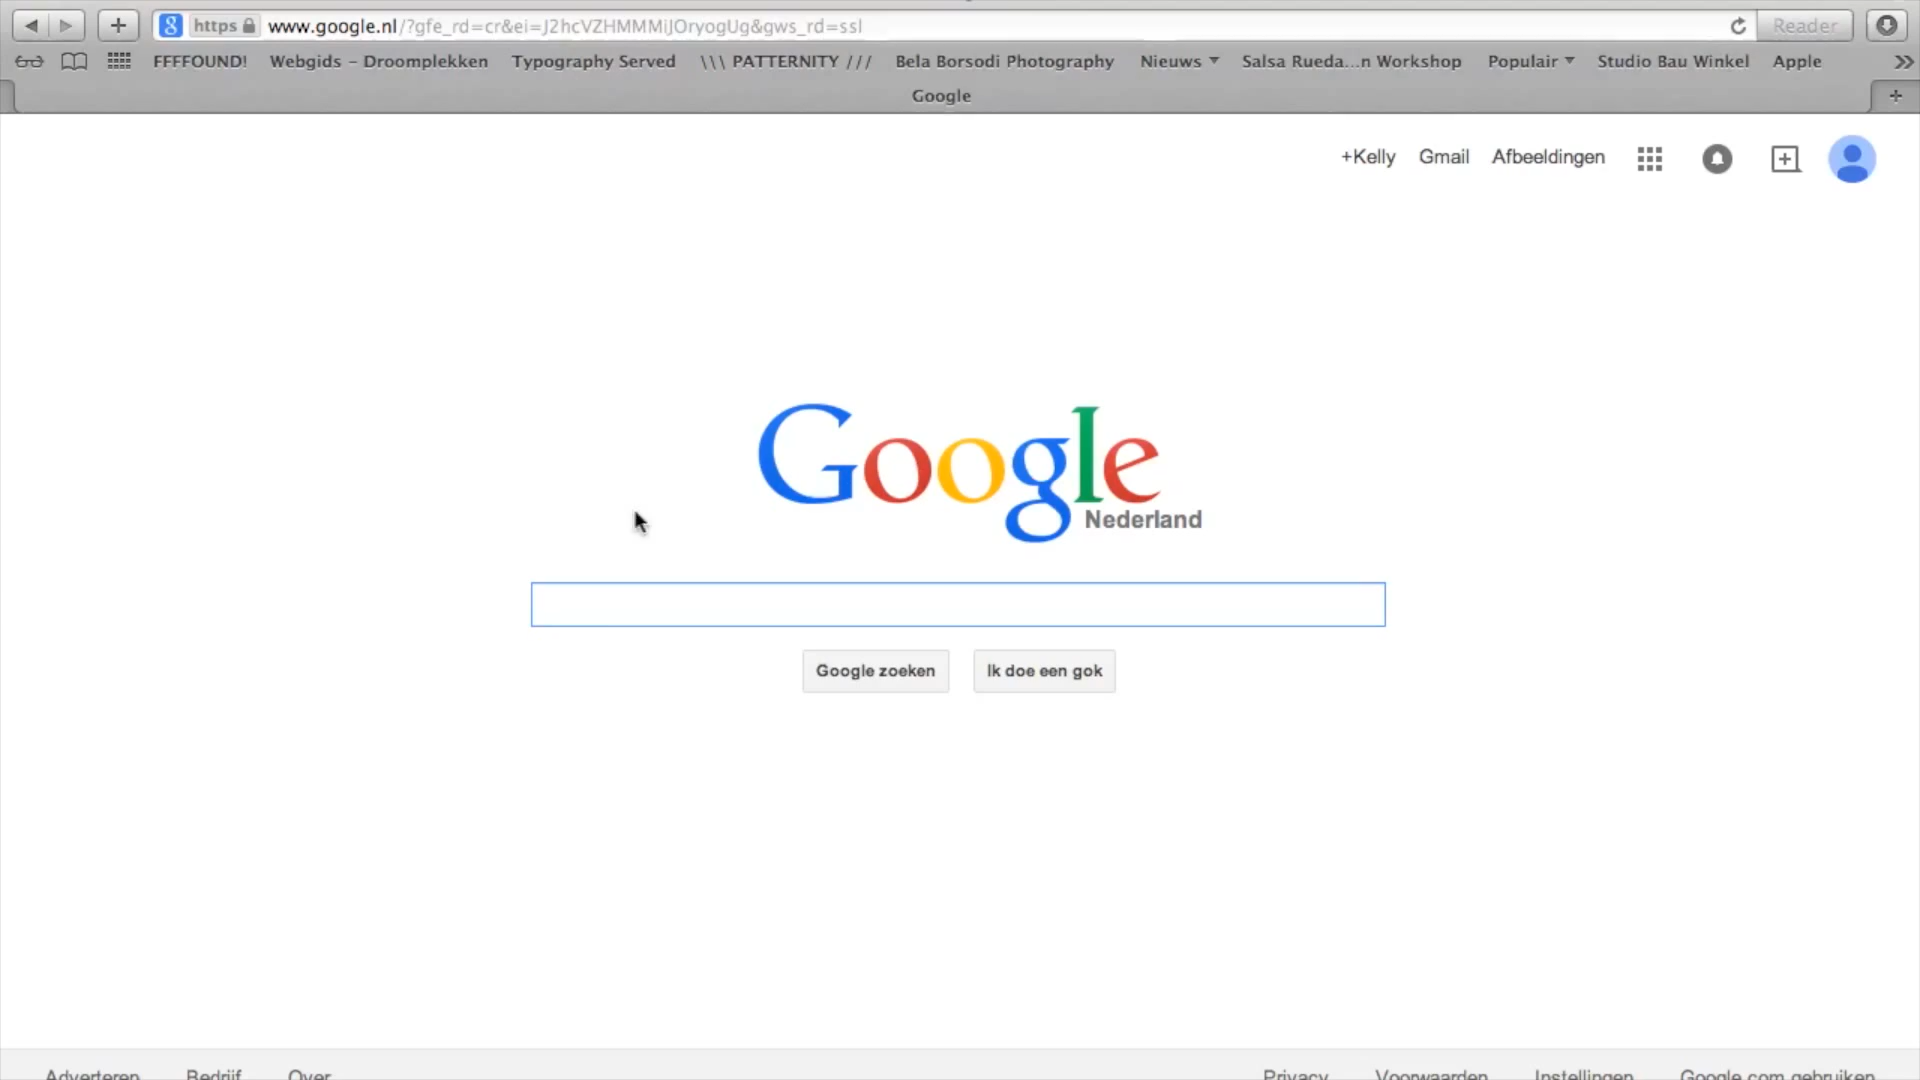 https www.google.nl/?gfe_rd=cr&ei=J2hcVZHMMMiJOryogUg&gws_rd=ssl Reader
FFFFOUND! Webgids – Droomplekken Typography Served \\\ PATTERNITY /// Bela Borsodi Photography Nieuws Salsa Rueda...n Workshop Populair Studio Bau Winkel Apple
Google
+Kelly Gmail Afbeeldingen
Google
Nederland
Google zoeken Ik doe een gok
Adverteren Bedrijf Over Privacy Voorwaarden Instellingen Google.com gebruiken